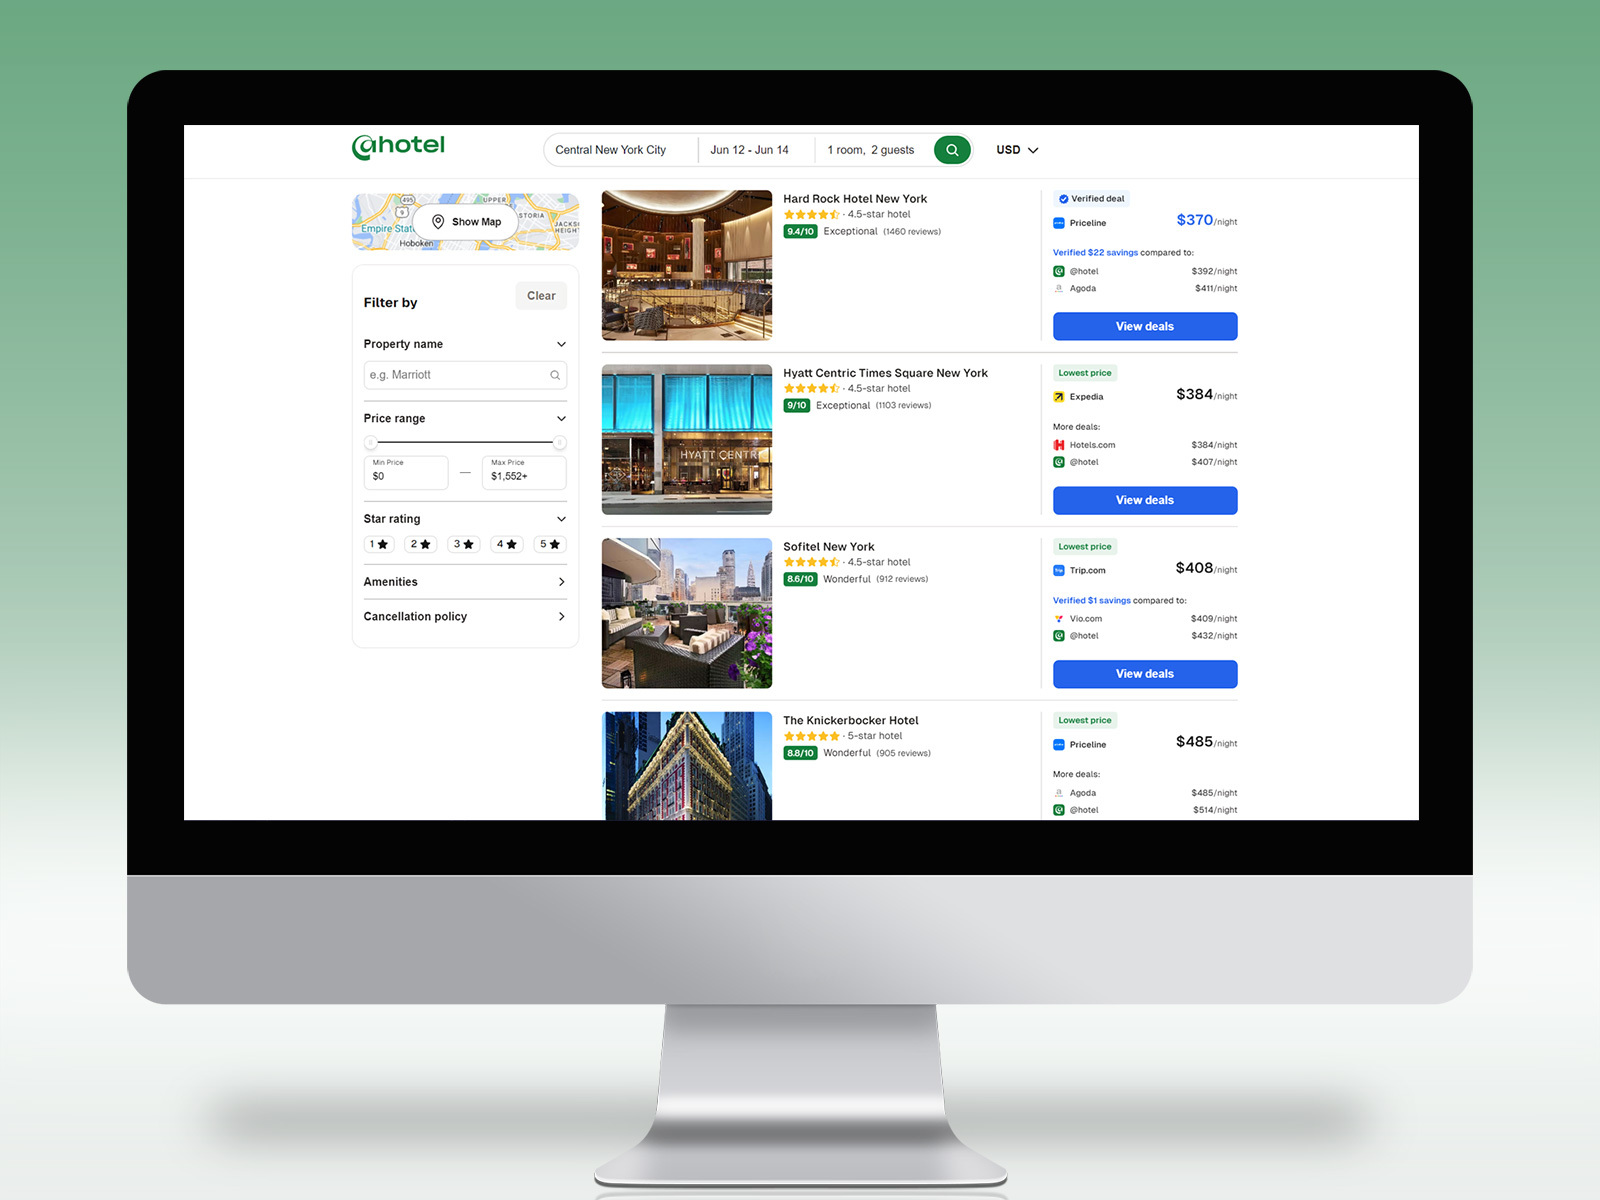 @hotel
Central New York City
Jun 12 - Jun 14
1 room, 2 guests
USD
495
9
UPPER
STORIA
JACKS
HEIGH
Empire Stat
Hoboken
Show Map
Filter by
Clear
Property name
e.g. Marriott
Price range
Min Price
$0
—
Max Price
$1,552+
Star rating
1 ★ 2 ★ 3 ★ 4 ★ 5 ★
Amenities
Cancellation policy
Hard Rock Hotel New York
· 4.5-star hotel
9.4/10 Exceptional (1460 reviews)
Verified deal
Priceline $370/night
Verified $22 savings compared to:
@hotel $392/night
Agoda $411/night
View deals
HYATT CENTR
Hyatt Centric Times Square New York
· 4.5-star hotel
9/10 Exceptional (1103 reviews)
Lowest price
Expedia $384/night
More deals:
Hotels.com $384/night
@hotel $407/night
View deals
Sofitel New York
· 4.5-star hotel
8.6/10 Wonderful (912 reviews)
Lowest price
Trip.com $408/night
Verified $1 savings compared to:
Vio.com $409/night
@hotel $432/night
View deals
The Knickerbocker Hotel
· 5-star hotel
8.8/10 Wonderful (905 reviews)
Lowest price
Priceline $485/night
More deals:
Agoda $485/night
@hotel $514/night